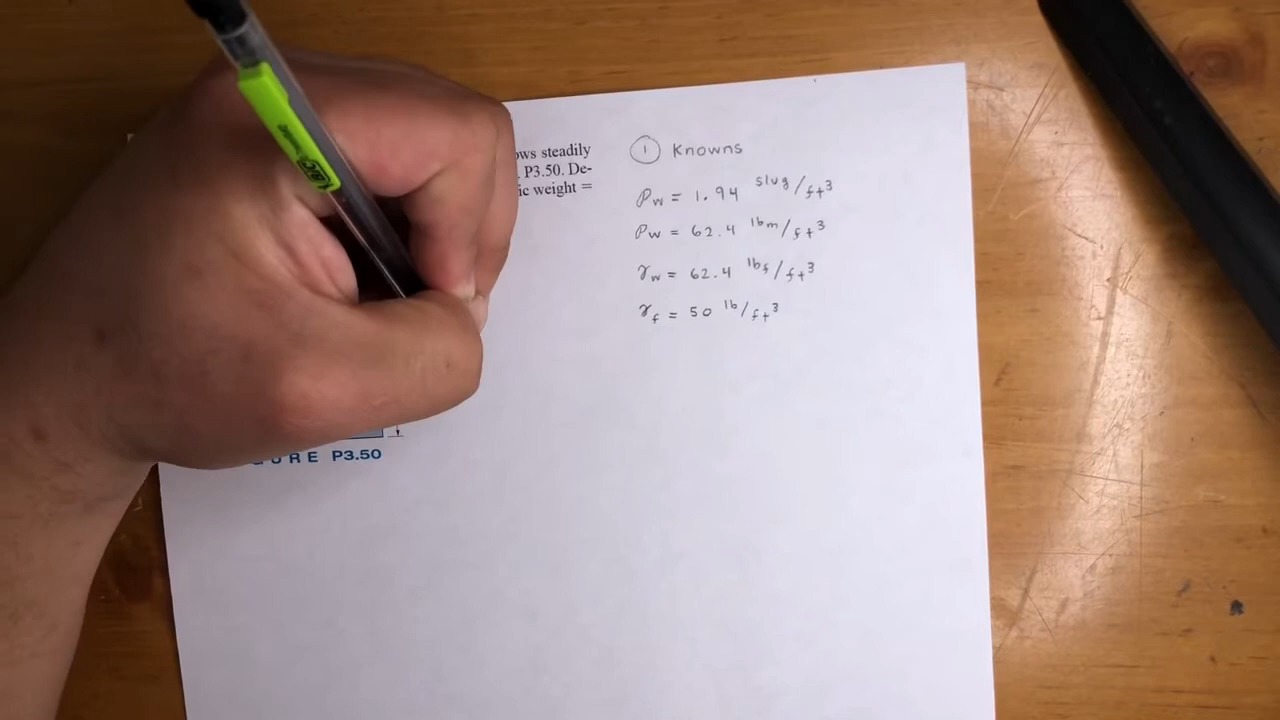 ows steadily
P3.50. De-
ic weight =
① Knowns
ρw = 1.94 slug/ft³
ρw = 62.4 lbm/ft³
γw = 62.4 lbf/ft³
γf = 50 lb/ft³
URE P3.50
BIC